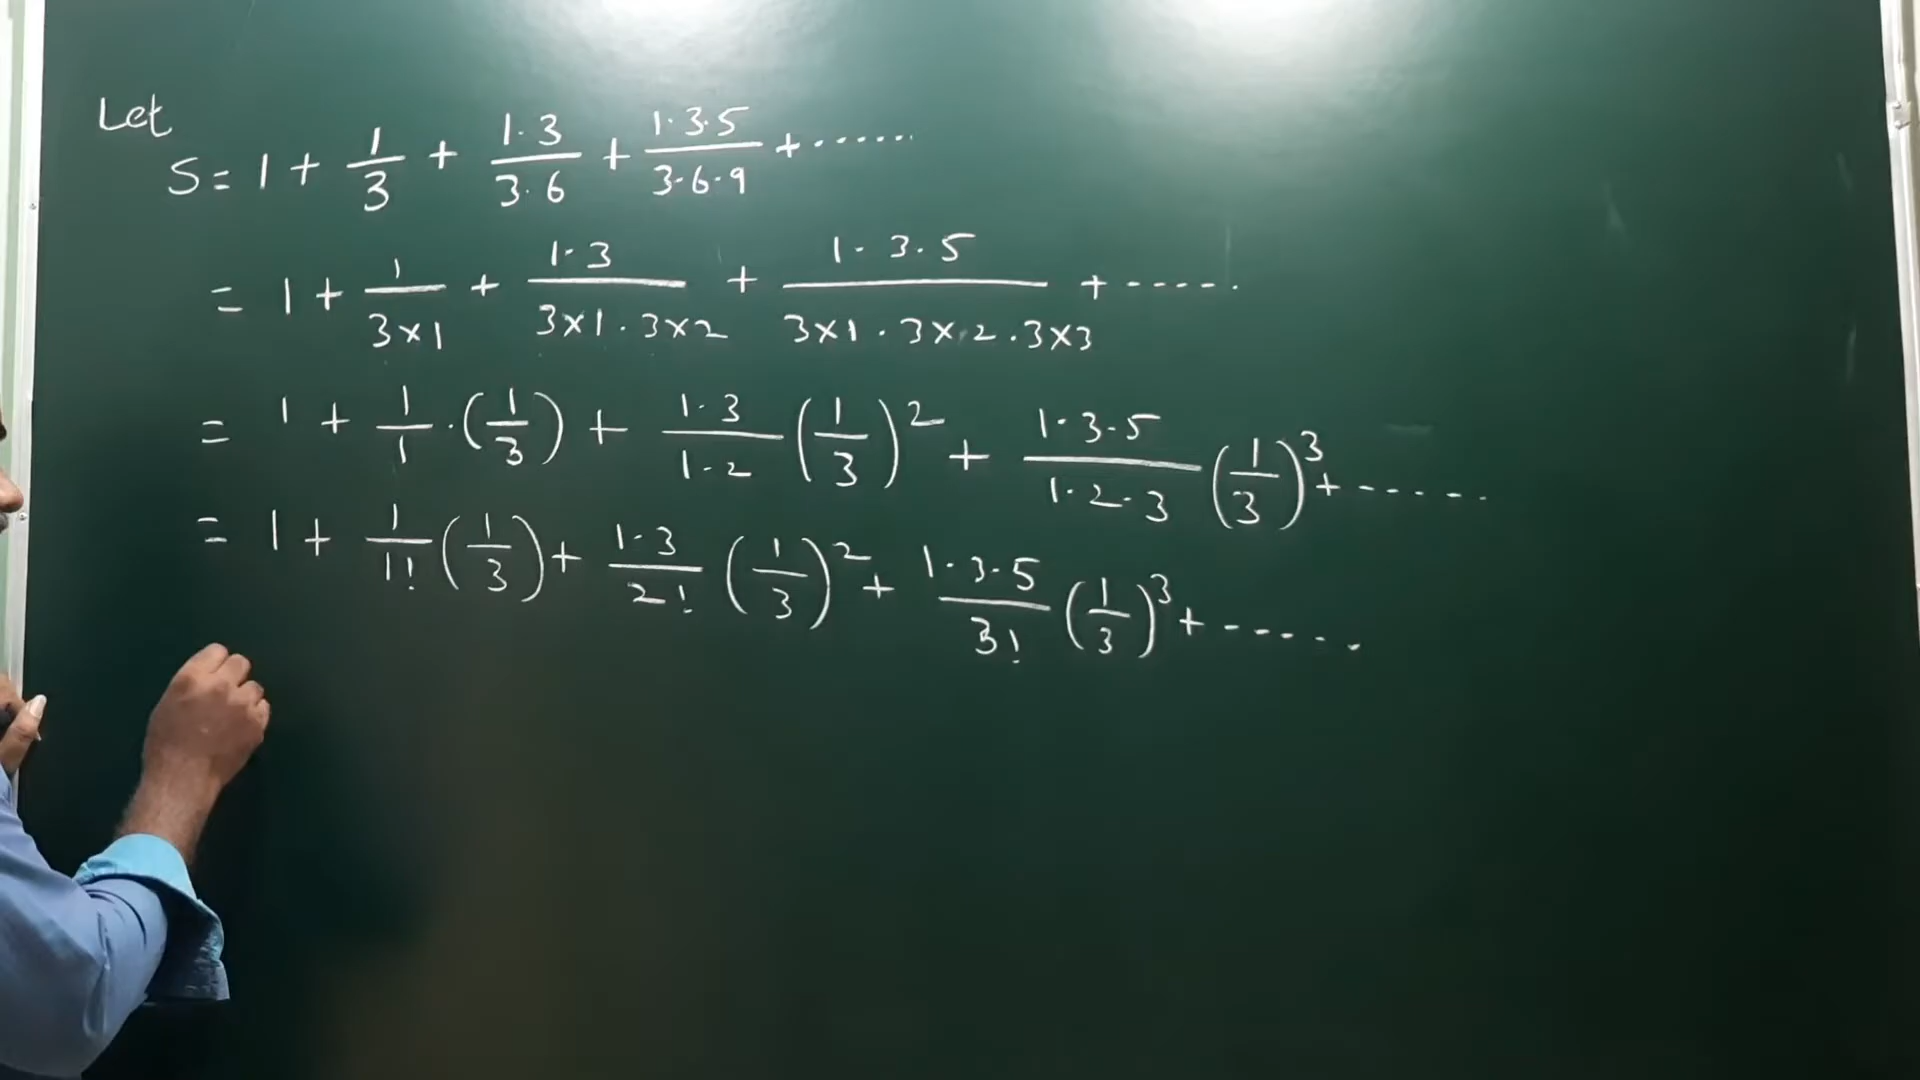 Let
S = 1 + 1/3 + 1·3/3·6 + 1·3·5/3·6·9 + ······
= 1 + 1/3×1 + 1·3/3×1·3×2 + 1·3·5/3×1·3×2·3×3 + -----.
= 1 + 1/1·(1/3) + 1·3/1·2 (1/3)² + 1·3·5/1·2·3 (1/3)³ + ------
= 1 + 1/1! (1/3) + 1·3/2! (1/3)² + 1·3·5/3! (1/3)³ + ------